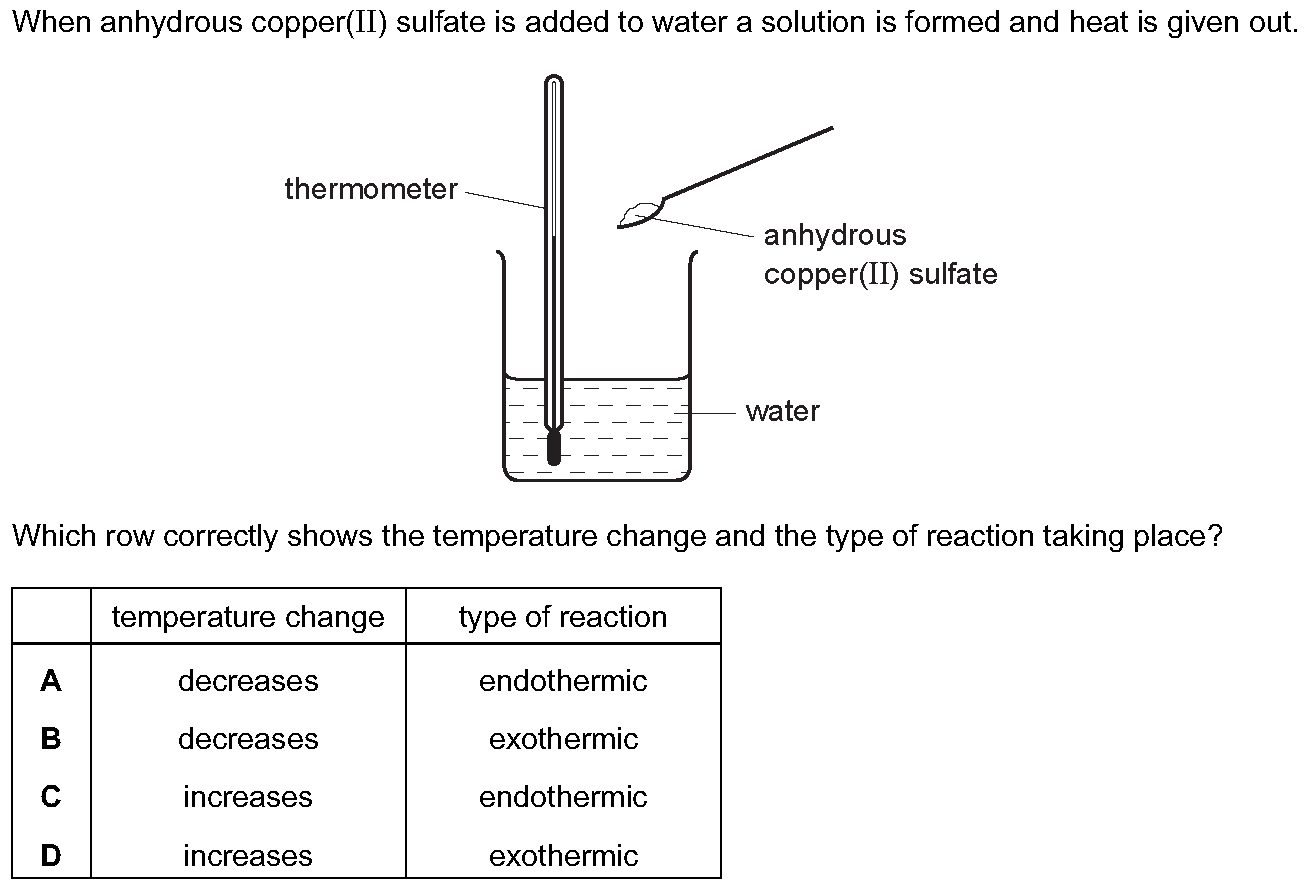 When anhydrous copper(II) sulfate is added to water a solution is formed and heat is given out.
thermometer
anhydrous
copper(II) sulfate
water
Which row correctly shows the temperature change and the type of reaction taking place?
temperature change type of reaction
A decreases endothermic
B decreases exothermic
C increases endothermic
D increases exothermic